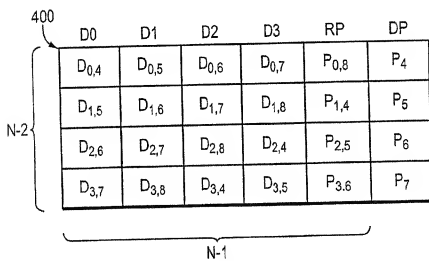 400
D0 D1 D2 D3 RP DP
D0,4 D0,5 D0,6 D0,7 P0,8 P4
D1,5 D1,6 D1,7 D1,8 P1,4 P5
N-2
D2,6 D2,7 D2,8 D2,4 P2,5 P6
D3,7 D3,8 D3,4 D3,5 P3.6 P7
N-1